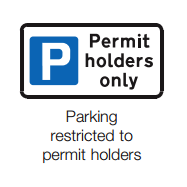 P
Permit
holders
only
Parking
restricted to
permit holders